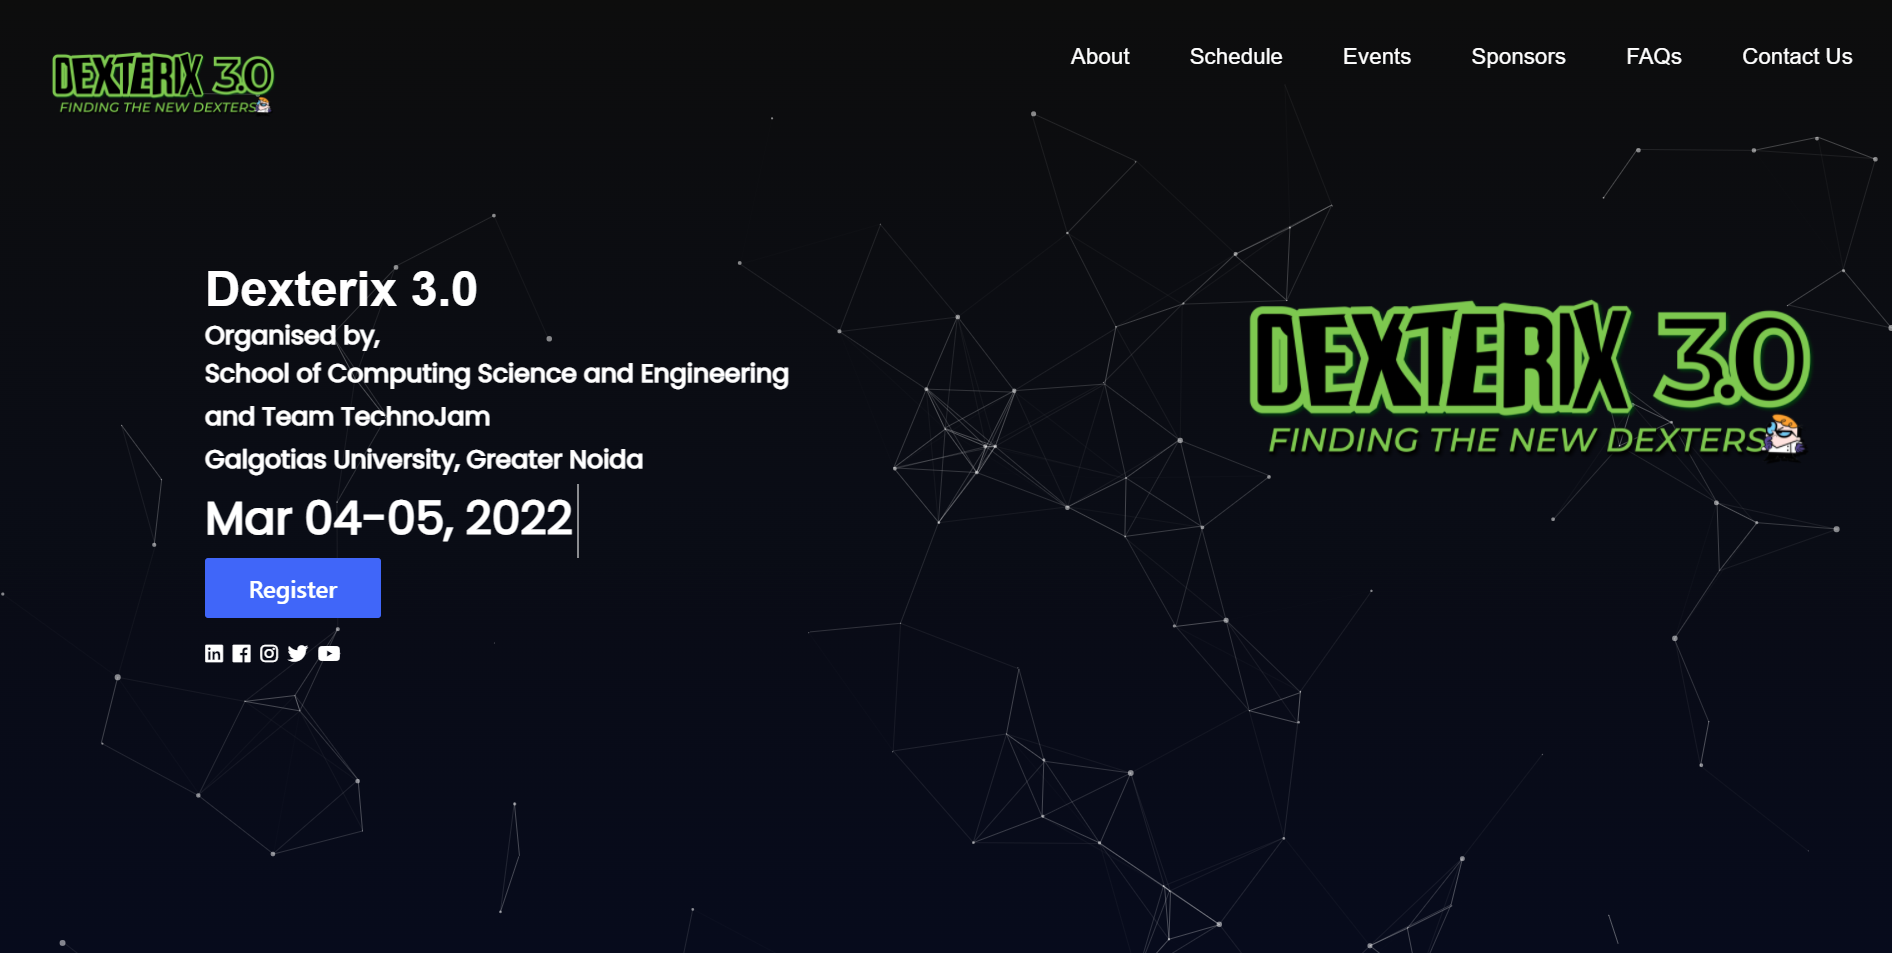 DEXTERIX 3.0
FINDING THE NEW DEXTERS
About Schedule Events Sponsors FAQs Contact Us
Dexterix 3.0
Organised by,
School of Computing Science and Engineering
and Team TechnoJam
Galgotias University, Greater Noida
Mar 04-05, 2022
Register
DEXTERIX 3.0
FINDING THE NEW DEXTERS